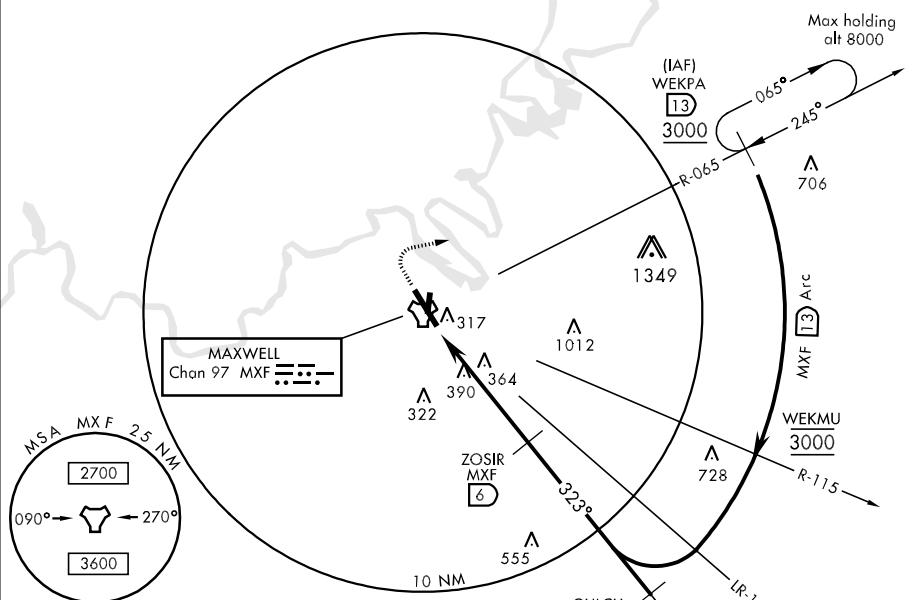 Max holding
alt 8000
(IAF)
WEKPA
13
3000
065°
245°
R-065
706
1349
MXF 13 Arc
317
1012
MAXWELL
Chan 97 MXF
364
390
322
WEKMU
3000
728
R-115
ZOSIR
MXF
6
323°
555
10 NM
LR-1
MSA MXF 25 NM
2700
090°
270°
3600